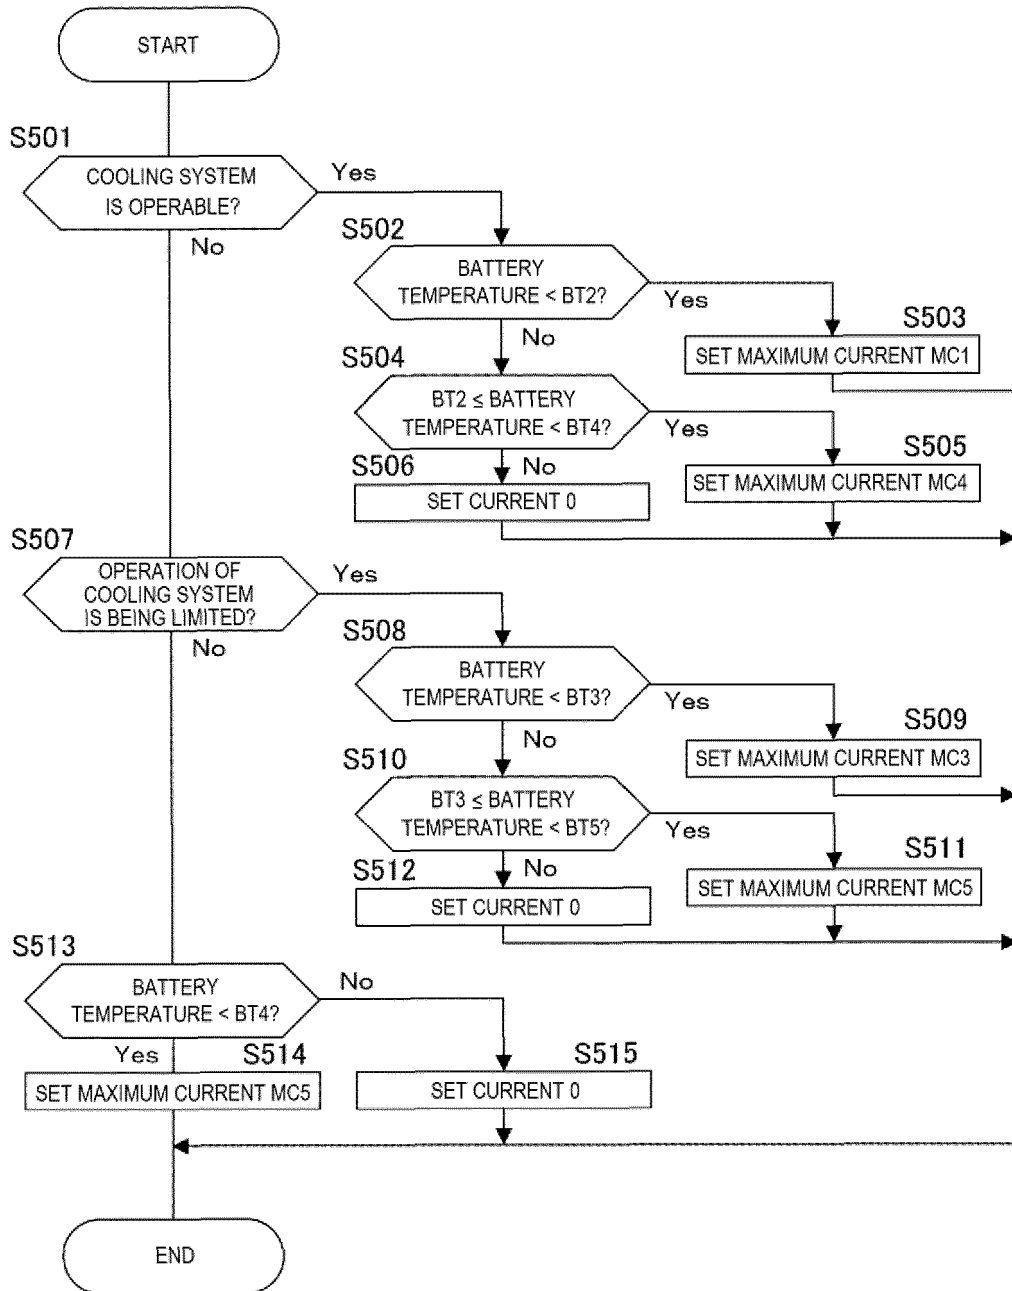 START
S501
COOLING SYSTEM
IS OPERABLE?
Yes
No
S502
BATTERY
TEMPERATURE < BT2?
Yes
No
S503
SET MAXIMUM CURRENT MC1
S504
BT2 ≤ BATTERY
TEMPERATURE < BT4?
Yes
No
S505
SET MAXIMUM CURRENT MC4
S506
SET CURRENT 0
S507
OPERATION OF
COOLING SYSTEM
IS BEING LIMITED?
Yes
No
S508
BATTERY
TEMPERATURE < BT3?
Yes
No
S509
SET MAXIMUM CURRENT MC3
S510
BT3 ≤ BATTERY
TEMPERATURE < BT5?
Yes
No
S511
SET MAXIMUM CURRENT MC5
S512
SET CURRENT 0
S513
BATTERY
TEMPERATURE < BT4?
No
Yes
S514
SET MAXIMUM CURRENT MC5
S515
SET CURRENT 0
END